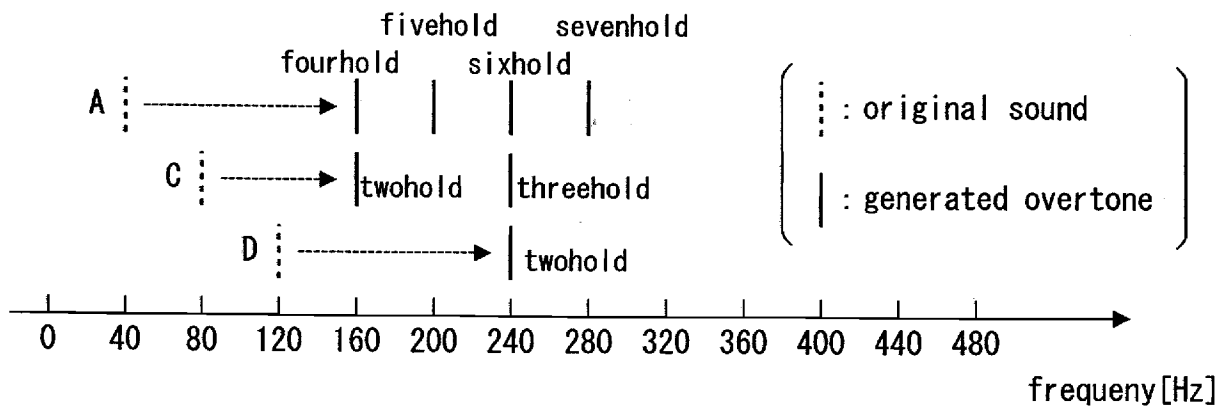 fivehold sevenhold
fourhold sixhold
A
: original sound
C twohold threehold
: generated overtone
D twohold
0 40 80 120 160 200 240 280 320 360 400 440 480
frequeny[Hz]